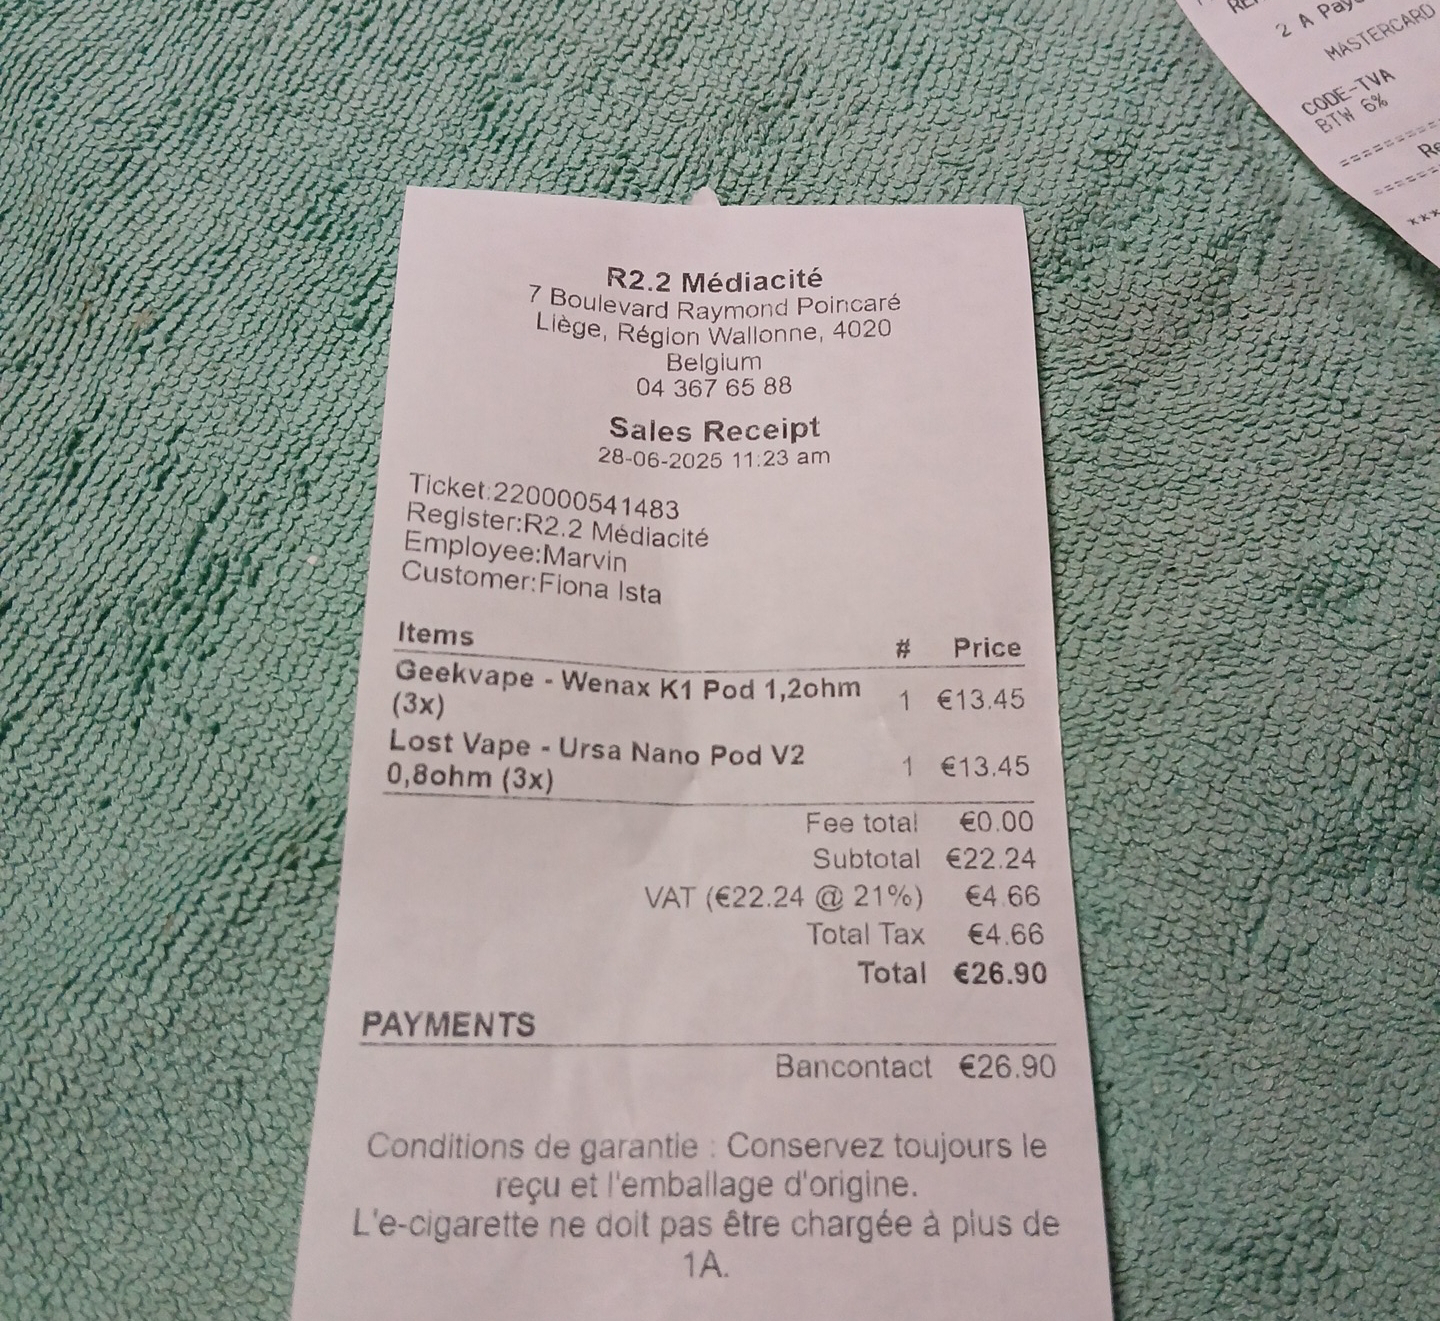 2 A
MASTERCARD
CODE-TVA
BTW 6%
R2.2 Médiacité
7 Boulevard Raymond Poincaré
Liège, Région Wallonne, 4020
Belgium
04 367 65 88
Sales Receipt
28-06-2025 11:23 am
Ticket:220000541483
Register:R2.2 Médiacité
Employee:Marvin
Customer:Fiona Ista
Items # Price
Geekvape - Wenax K1 Pod 1,2ohm
(3x) 1 €13.45
Lost Vape - Ursa Nano Pod V2
0,8ohm (3x) 1 €13.45
Fee total €0.00
Subtotal €22.24
VAT (€22.24 @ 21%) €4.66
Total Tax €4.66
Total €26.90
PAYMENTS
Bancontact €26.90
Conditions de garantie : Conservez toujours le
reçu et l'emballage d'origine.
L'e-cigarette ne doit pas être chargée à plus de
1A.